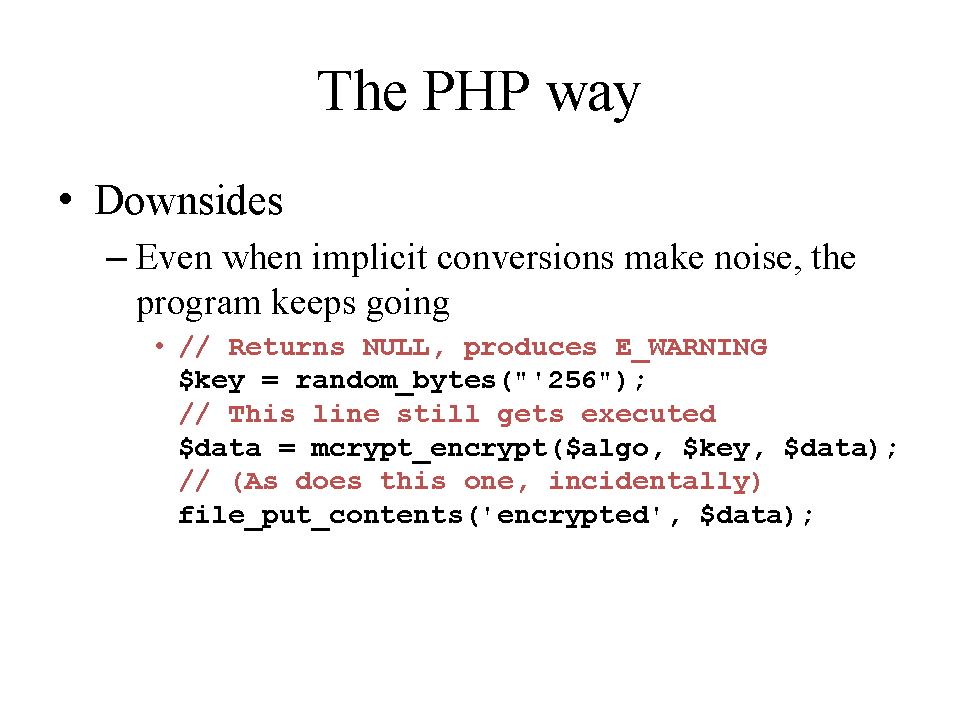 The PHP way
• Downsides
– Even when implicit conversions make noise, the
program keeps going
• // Returns NULL, produces E_WARNING
$key = random_bytes("'256");
// This line still gets executed
$data = mcrypt_encrypt($algo, $key, $data);
// (As does this one, incidentally)
file_put_contents('encrypted', $data);